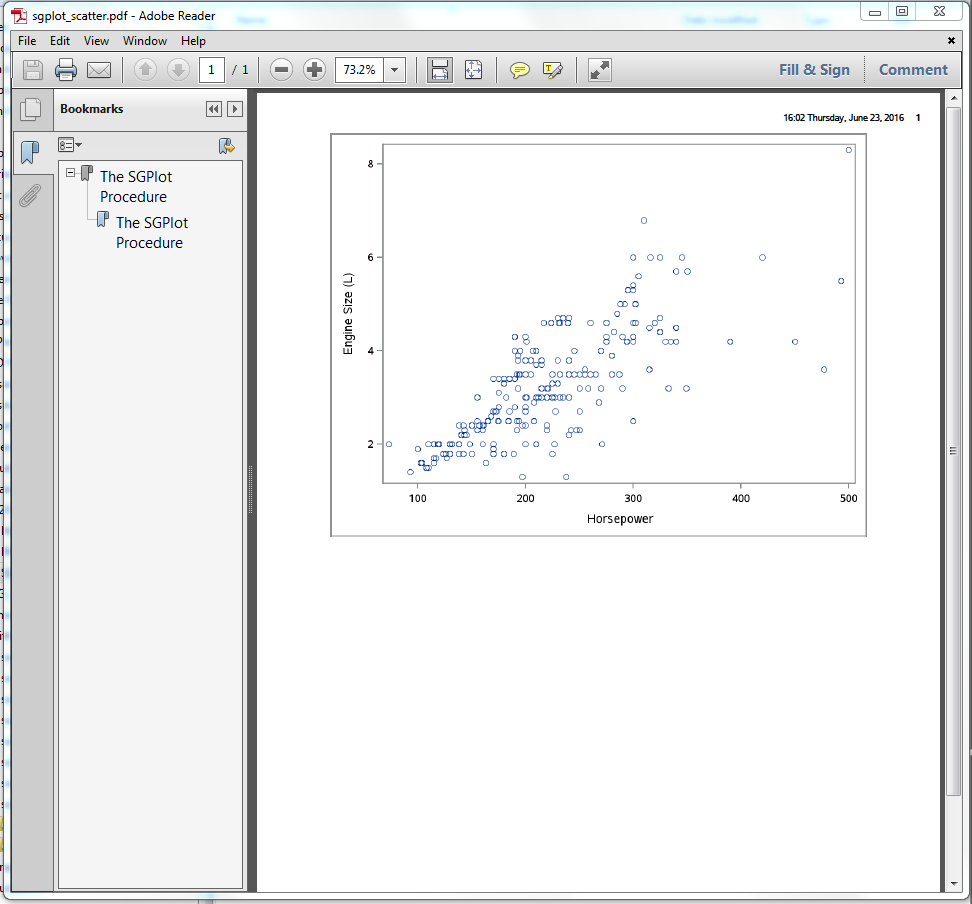 sgplot_scatter.pdf - Adobe Reader
File Edit View Window Help
1 / 1 73.2% Fill & Sign Comment
Bookmarks
The SGPlot
Procedure
The SGPlot
Procedure
16:02 Thursday, June 23, 2016 1
8
6
4
2
Engine Size (L)
100 200 300 400 500
Horsepower